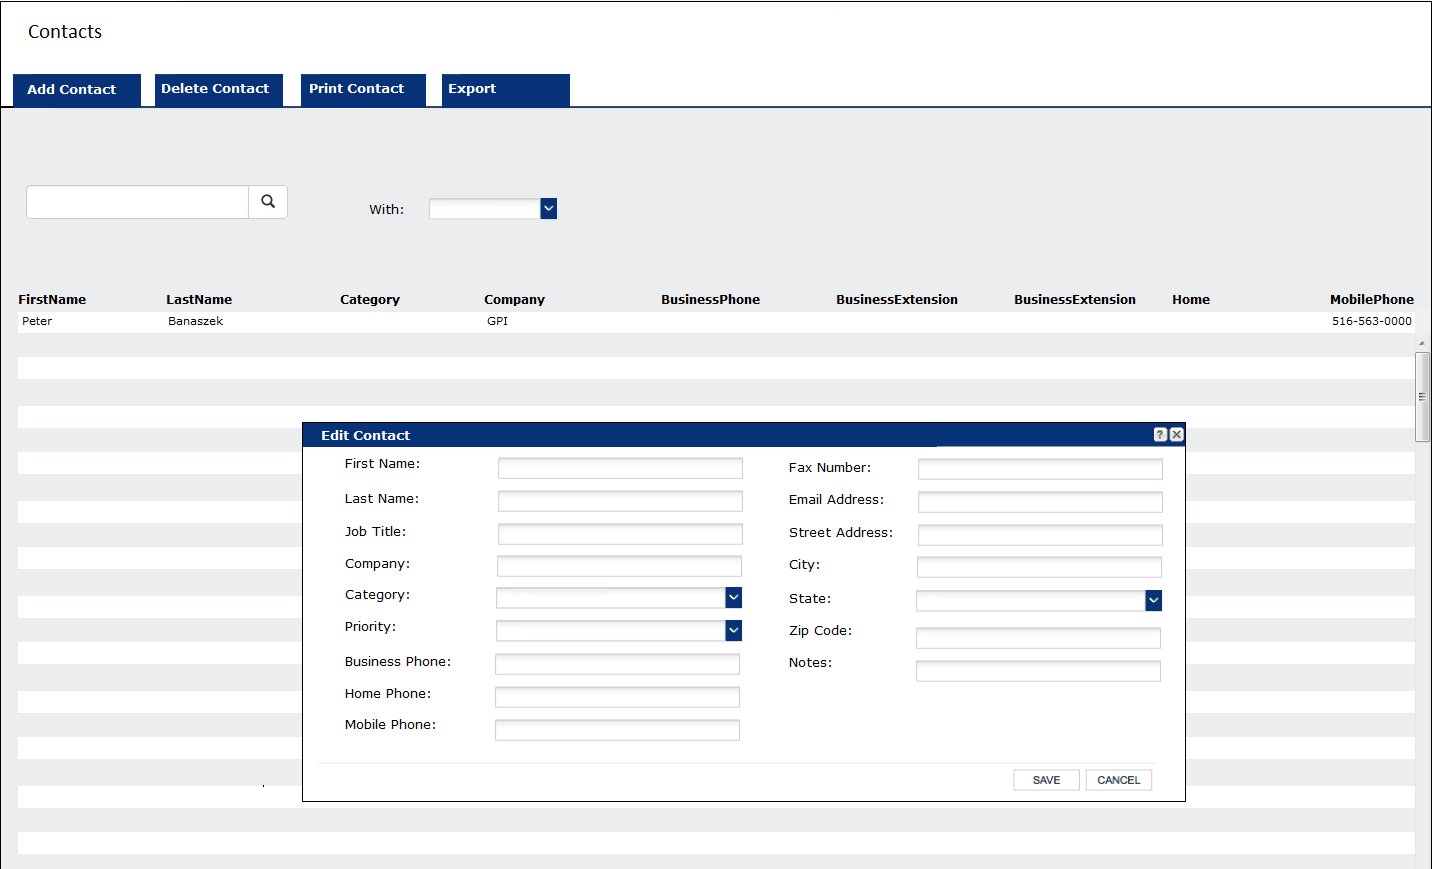 Contacts
Add Contact Delete Contact Print Contact Export
With:
FirstName LastName Category Company BusinessPhone BusinessExtension BusinessExtension Home MobilePhone
Peter Banaszek GPI 516-563-0000
Edit Contact ?
First Name:
Last Name:
Job Title:
Company:
Category:
Priority:
Business Phone:
Home Phone:
Mobile Phone:
Fax Number:
Email Address:
Street Address:
City:
State:
Zip Code:
Notes:
SAVE CANCEL